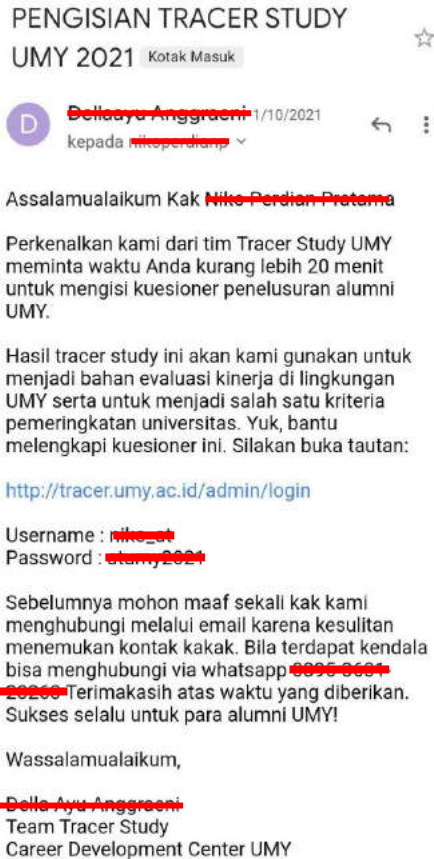 PENGISIAN TRACER STUDY
UMY 2021 Kotak Masuk
D
1/10/2021
kepada
Assalamualaikum Kak
Perkenalkan kami dari tim Tracer Study UMY
meminta waktu Anda kurang lebih 20 menit
untuk mengisi kuesioner penelusuran alumni
UMY.
Hasil tracer study ini akan kami gunakan untuk
menjadi bahan evaluasi kinerja di lingkungan
UMY serta untuk menjadi salah satu kriteria
pemeringkatan universitas. Yuk, bantu
melengkapi kuesioner ini. Silakan buka tautan:
http://tracer.umy.ac.id/admin/login
Username :
Password :
Sebelumnya mohon maaf sekali kak kami
menghubungi melalui email karena kesulitan
menemukan kontak kakak. Bila terdapat kendala
bisa menghubungi via whatsapp
Terimakasih atas waktu yang diberikan.
Sukses selalu untuk para alumni UMY!
Wassalamualaikum,
Team Tracer Study
Career Development Center UMY